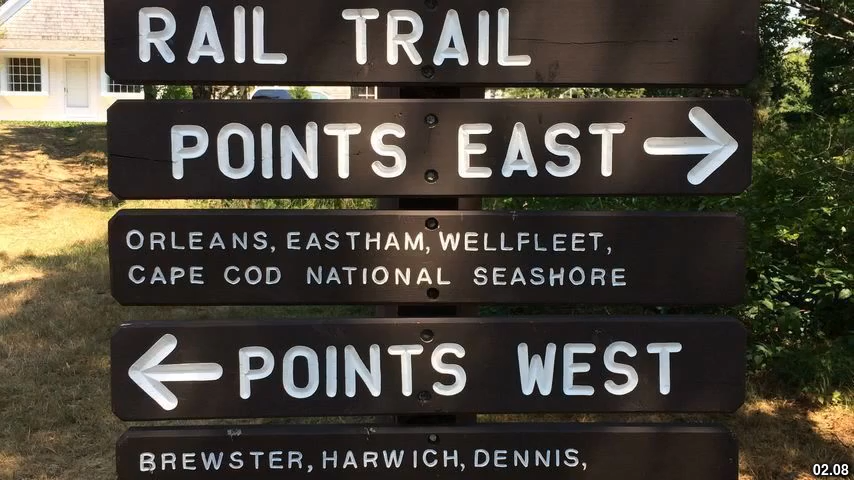 RAIL TRAIL
POINTS EAST →
ORLEANS, EASTHAM, WELLFLEET,
CAPE COD NATIONAL SEASHORE
← POINTS WEST
BREWSTER, HARWICH, DENNIS,
02.08